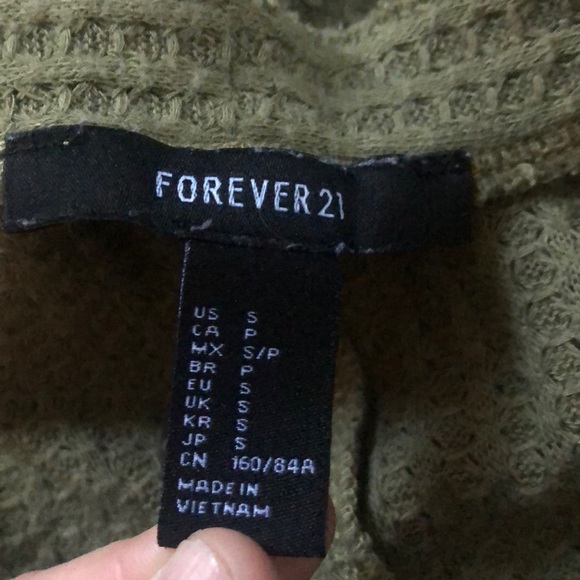 FOREVER 21
US S
CA P
MX S/P
BR P
EU S
UK S
KR S
JP S
CN 160/84A
MADE IN
VIETNAM